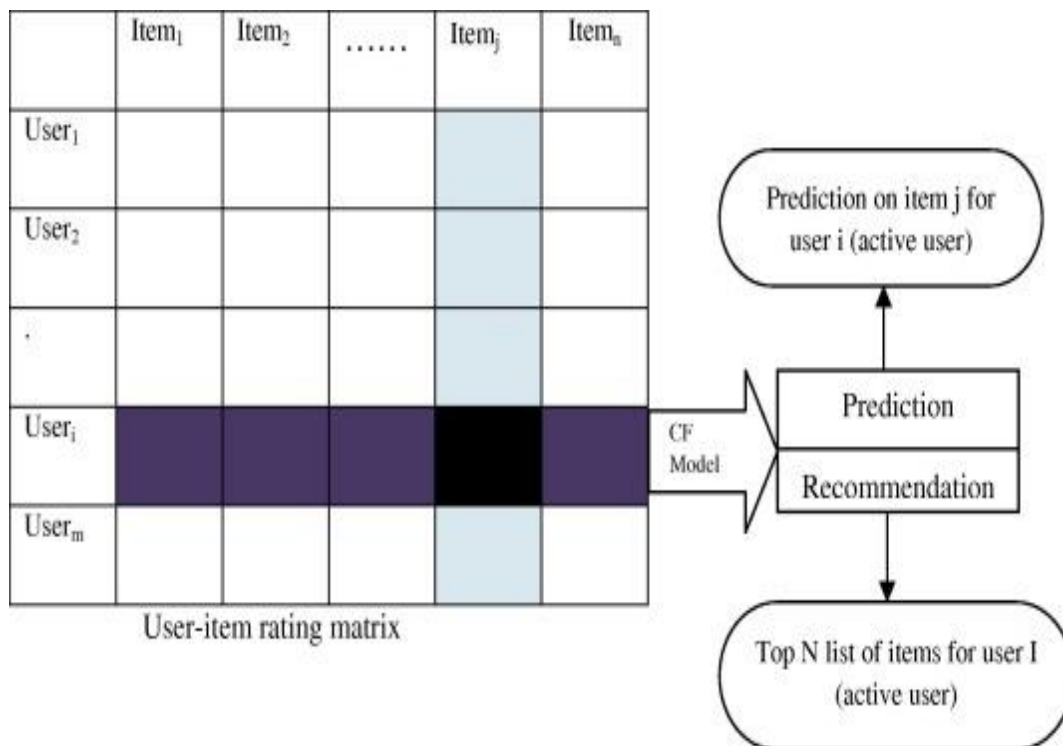 Item₁ Item₂ ...... Itemⱼ Itemₙ
User₁
User₂
.
Userᵢ
Userₘ
User-item rating matrix
CF
Model
Prediction on item j for
user i (active user)
Prediction
Recommendation
Top N list of items for user I
(active user)